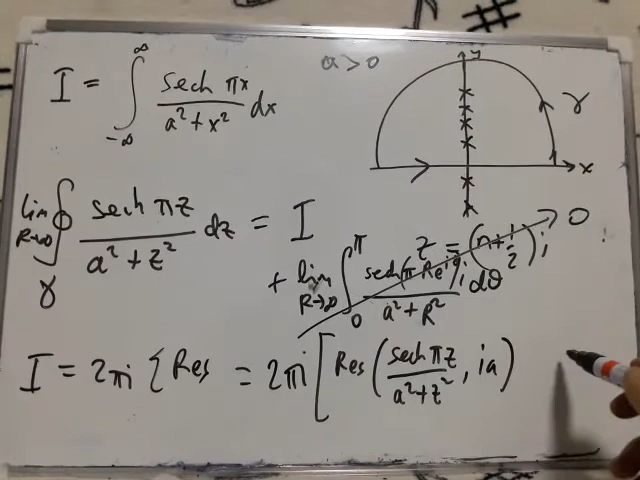 I = ∫_{-∞}^{∞} sech πx / (a² + x²) dx
a > 0
y
γ
x
lim_{R→∞} ∮_γ sech πz / (a² + z²) dz = I
z = (n + 1/2) i
+ lim_{R→∞} ∫_0^π sech(π Re^{iθ}) i dθ / (a² + R²) → 0
I = 2πi Σ Res = 2πi [ Res ( sech πz / (a² + z²) , ia )